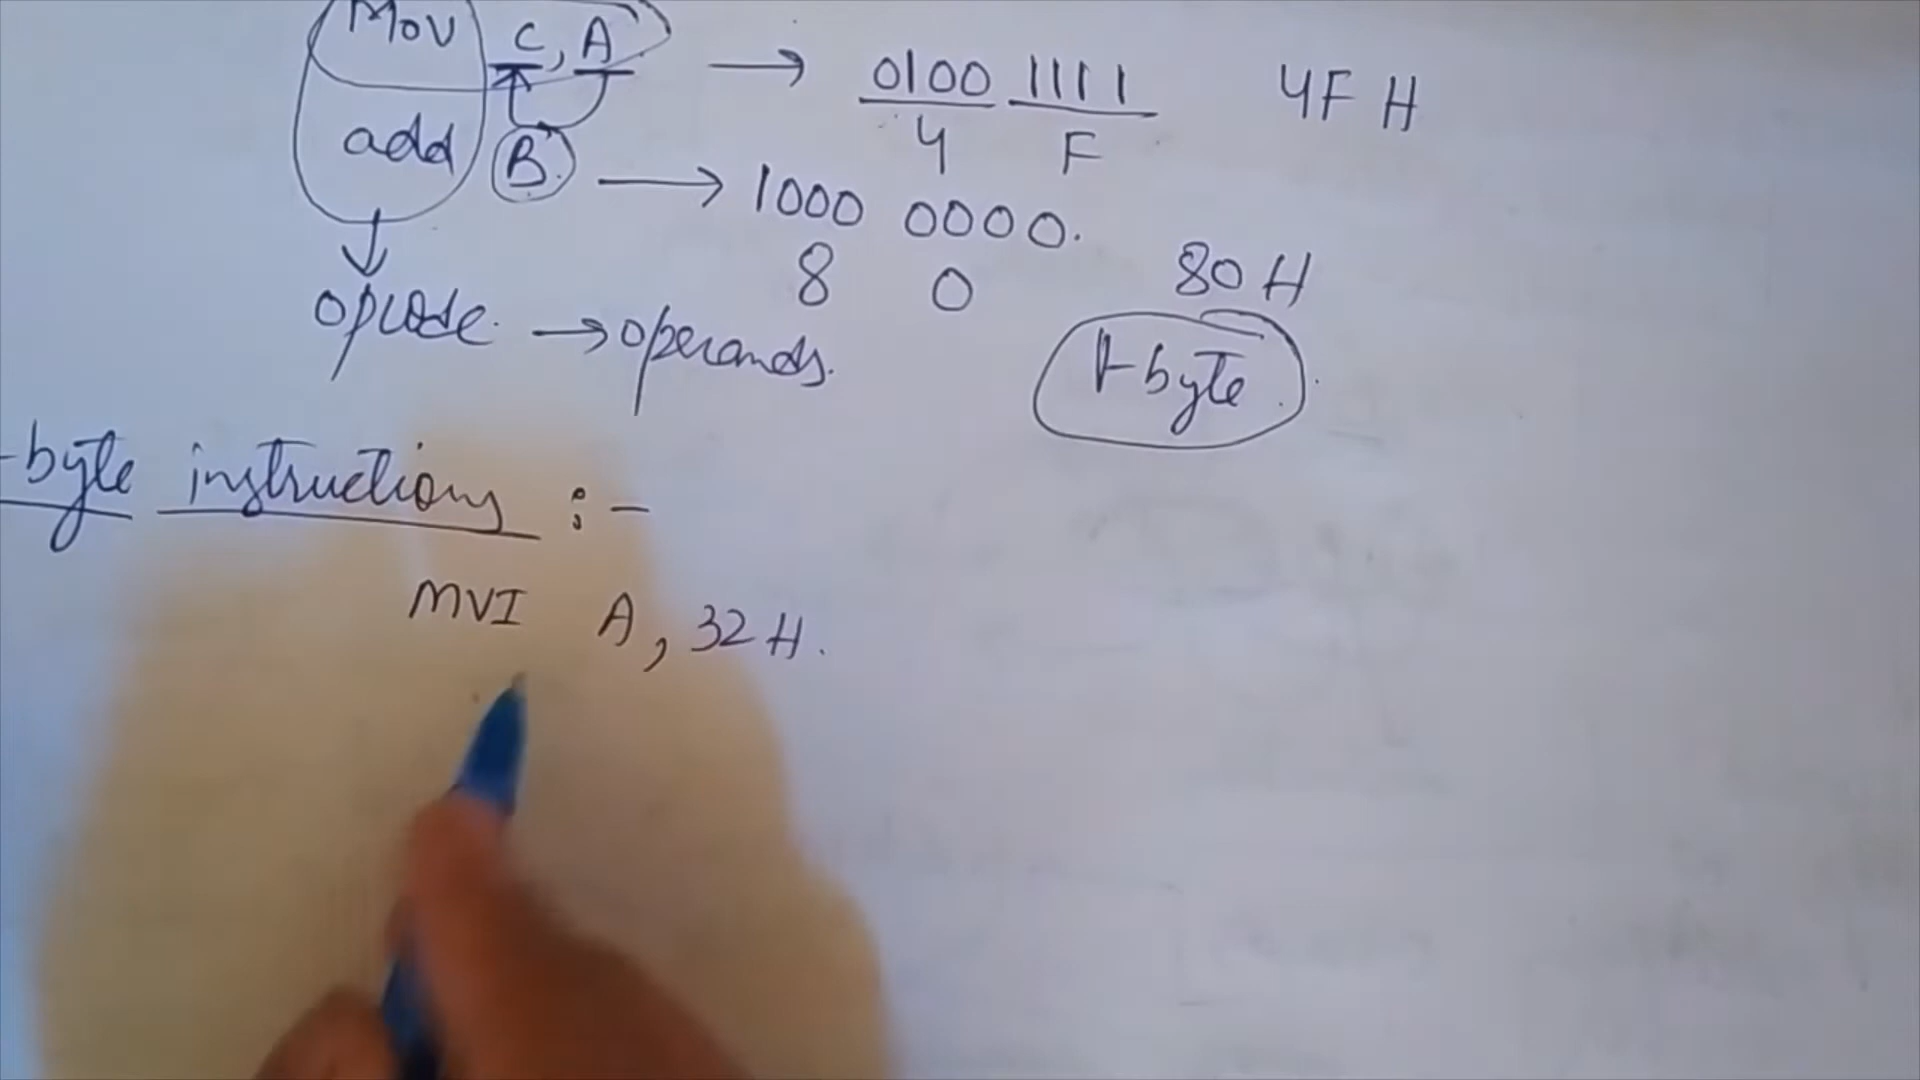 Mov C, A → 0100 1111 4F H
4 F
add B → 1000 0000.
8 0 80 H
opcode. → operands. 1-byte.
-byte instructions :-
MVI A, 32 H.